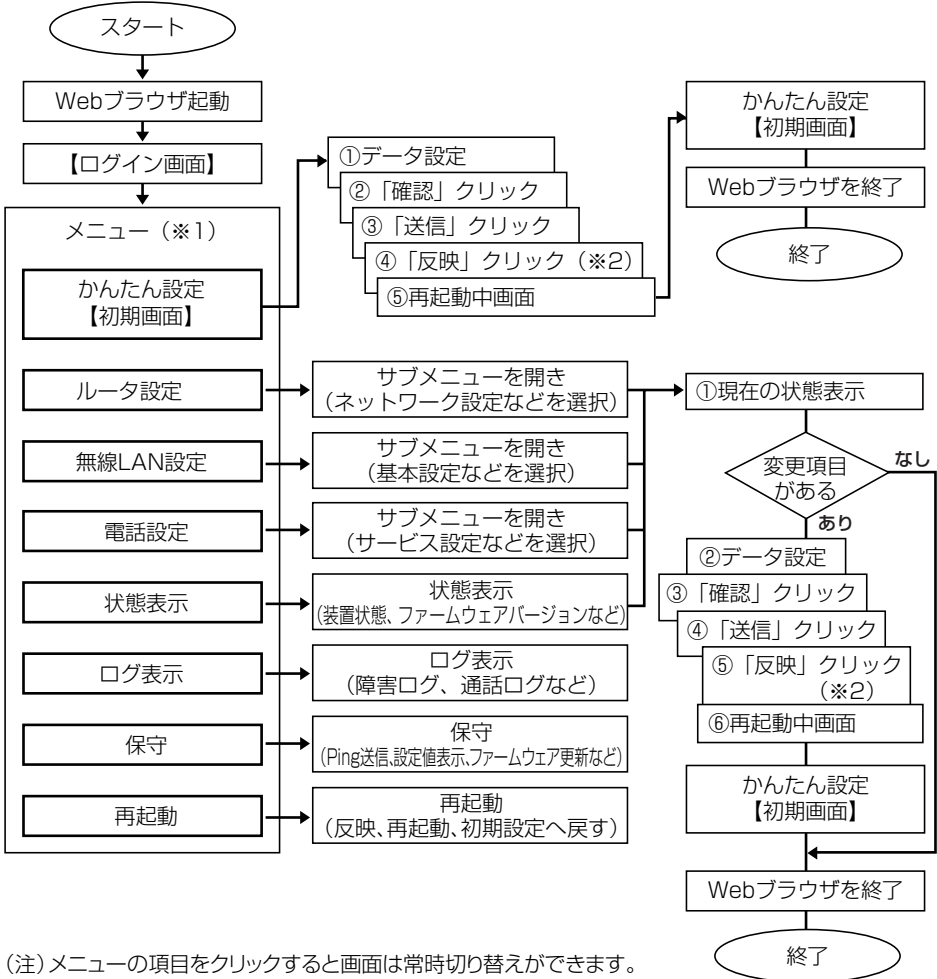 スタート
Webブラウザ起動
【ログイン画面】
メニュー（※1）
かんたん設定
【初期画面】
ルータ設定
無線LAN設定
電話設定
状態表示
ログ表示
保守
再起動
①データ設定
②「確認」クリック
③「送信」クリック
④「反映」クリック（※2）
⑤再起動中画面
かんたん設定
【初期画面】
Webブラウザを終了
終了
サブメニューを開き
（ネットワーク設定などを選択）
サブメニューを開き
（基本設定などを選択）
サブメニューを開き
（サービス設定などを選択）
状態表示
（装置状態、ファームウェアバージョンなど）
ログ表示
（障害ログ、通話ログなど）
保守
（Ping送信、設定値表示、ファームウェア更新など）
再起動
（反映、再起動、初期設定へ戻す）
①現在の状態表示
変更項目
がある
なし
あり
②データ設定
③「確認」クリック
④「送信」クリック
⑤「反映」クリック
（※2）
⑥再起動中画面
かんたん設定
【初期画面】
Webブラウザを終了
終了
（注）メニューの項目をクリックすると画面は常時切り替えができます。